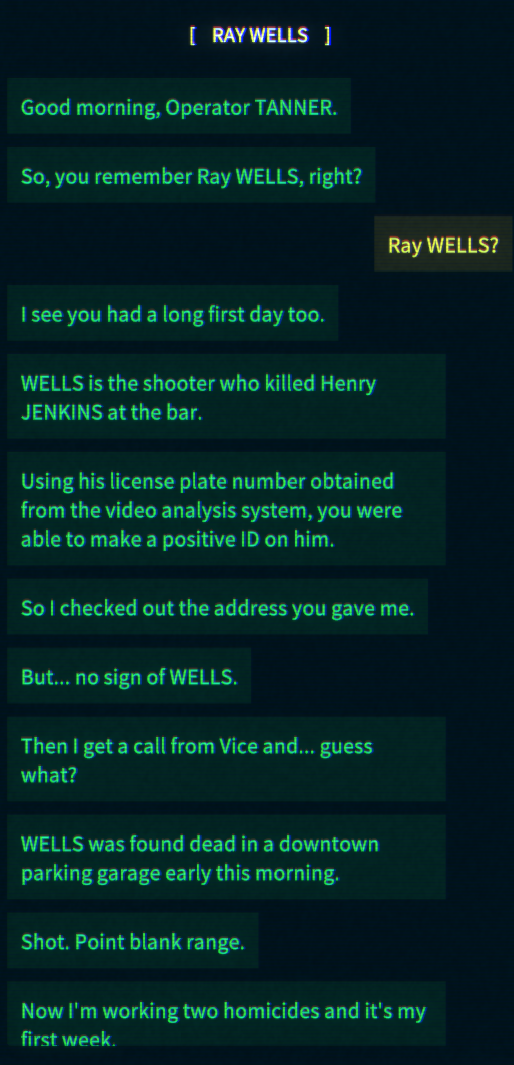 [ RAY WELLS ]
Good morning, Operator TANNER.
So, you remember Ray WELLS, right?
Ray WELLS?
I see you had a long first day too.
WELLS is the shooter who killed Henry
JENKINS at the bar.
Using his license plate number obtained
from the video analysis system, you were
able to make a positive ID on him.
So I checked out the address you gave me.
But... no sign of WELLS.
Then I get a call from Vice and... guess
what?
WELLS was found dead in a downtown
parking garage early this morning.
Shot. Point blank range.
Now I'm working two homicides and it's my
first week.